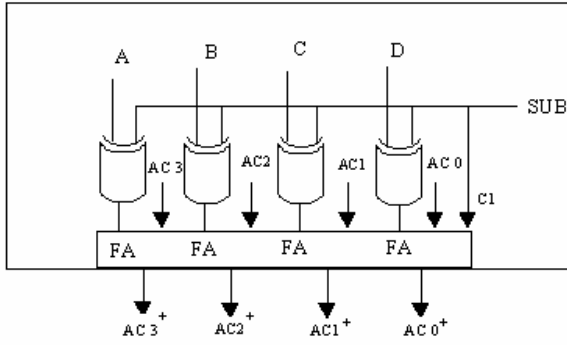 A B C D
SUB
AC 3 AC2 AC1 AC 0
C1
FA FA FA FA
AC 3+ AC2+ AC1+ AC 0+